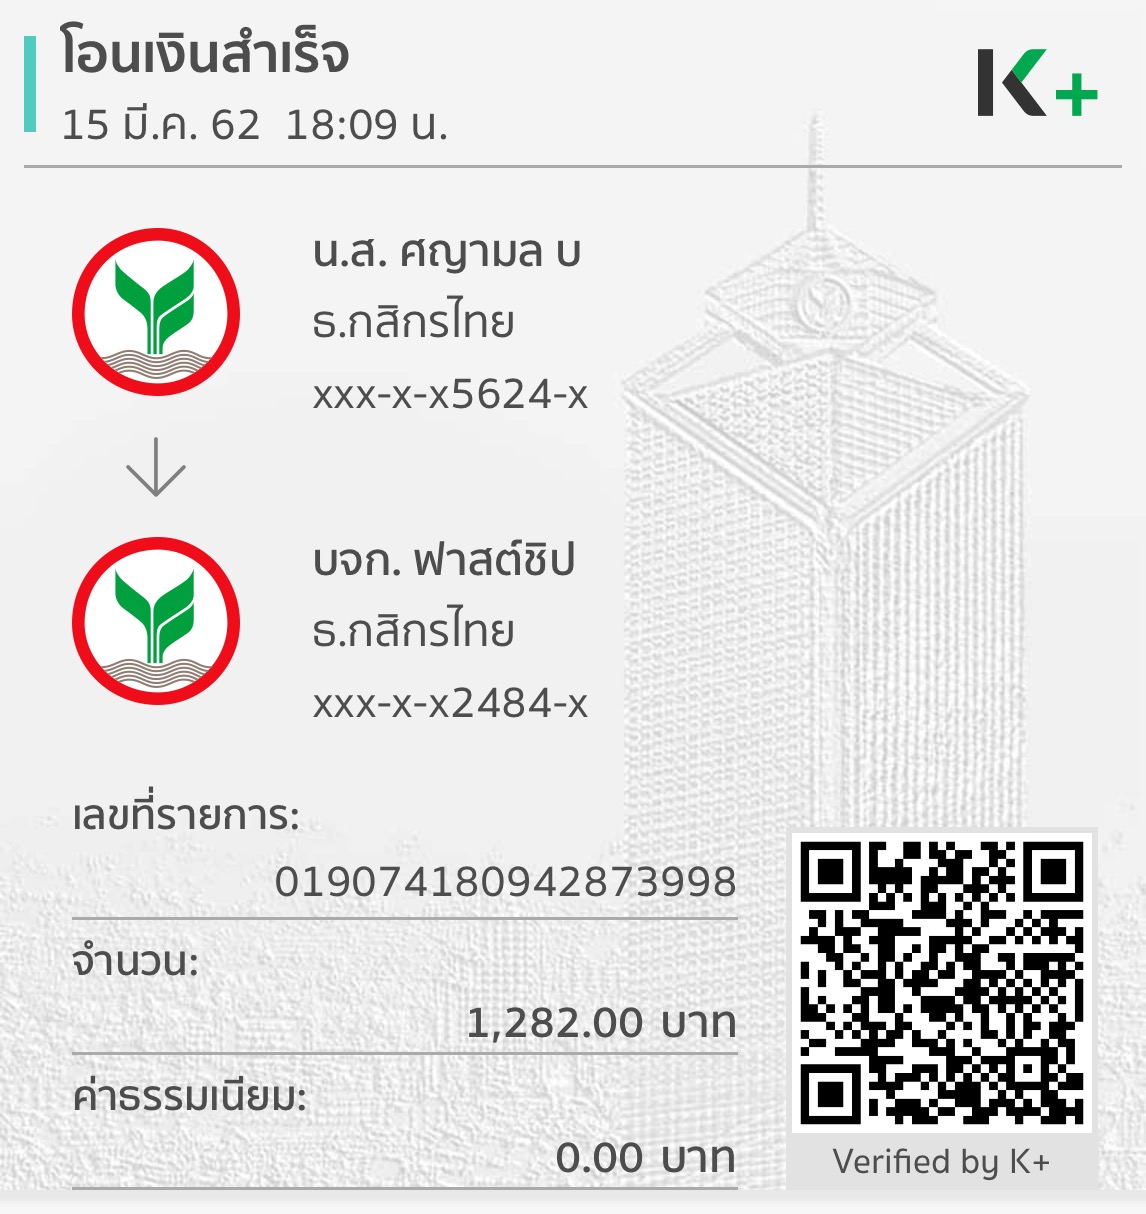 โอนเงินสำเร็จ
15 มี.ค. 62 18:09 น.
K+
น.ส. ศญามล บ
ธ.กสิกรไทย
xxx-x-x5624-x
บจก. ฟาสต์ชิป
ธ.กสิกรไทย
xxx-x-x2484-x
เลขที่รายการ:
019074180942873998
จำนวน:
1,282.00 บาท
ค่าธรรมเนียม:
0.00 บาท
Verified by K+